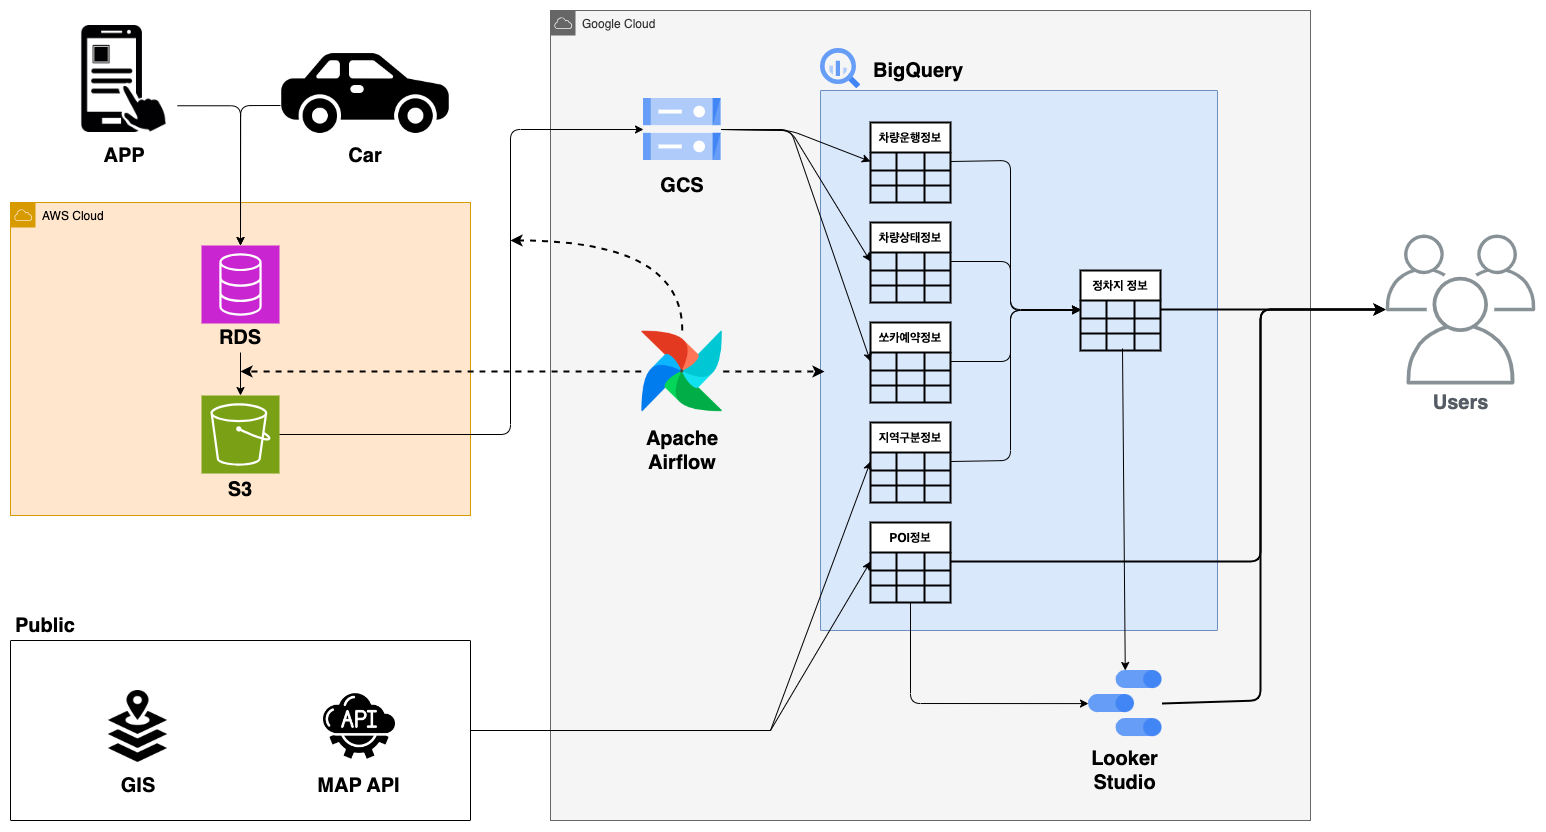 Google Cloud
BigQuery
APP
Car
GCS
차량운행정보
AWS Cloud
차량상태정보
RDS
정차지 정보
쏘카예약정보
Users
Apache
Airflow
지역구분정보
S3
POI정보
Public
API
GIS
MAP API
Looker
Studio